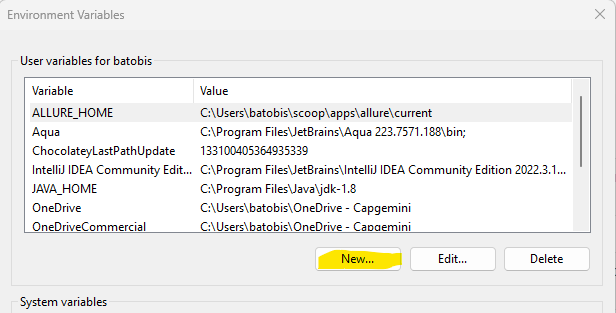 Environment Variables
User variables for batobis
Variable Value
ALLURE_HOME C:\Users\batobis\scoop\apps\allure\current
Aqua C:\Program Files\JetBrains\Aqua 223.7571.188\bin;
ChocolateyLastPathUpdate 133100405364935339
IntelliJ IDEA Community Edit... C:\Program Files\JetBrains\IntelliJ IDEA Community Edition 2022.3.1...
JAVA_HOME C:\Program Files\Java\jdk-1.8
OneDrive C:\Users\batobis\OneDrive - Capgemini
OneDriveCommercial C:\Users\batobis\OneDrive - Capgemini
New... Edit... Delete
System variables